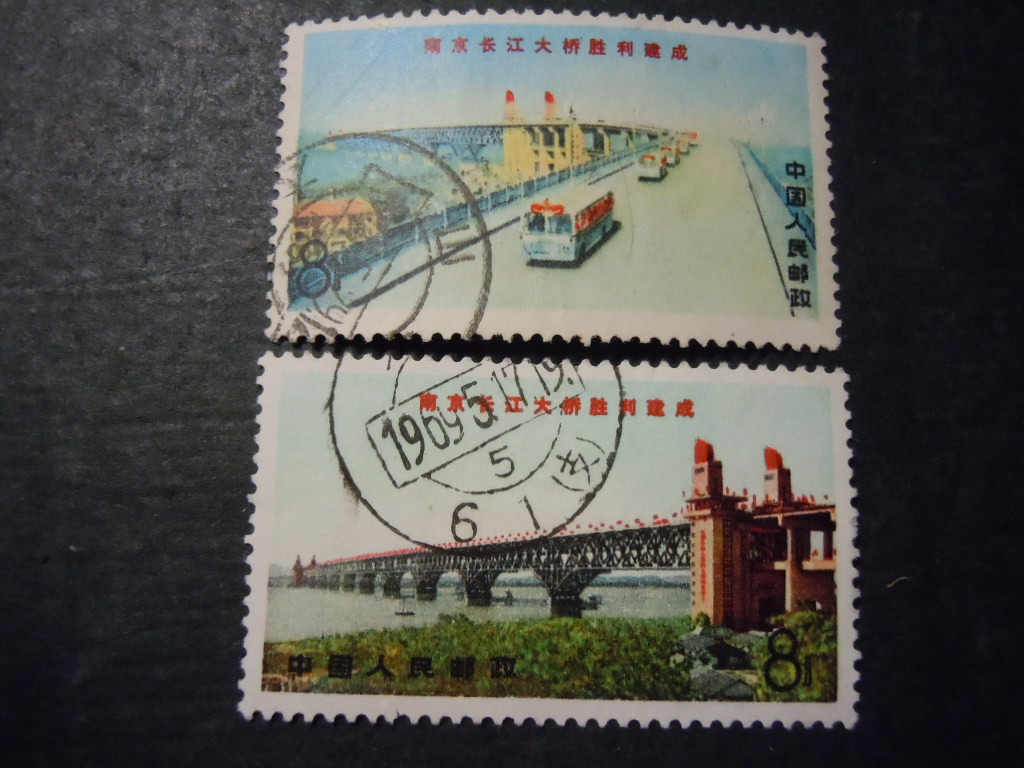 南京长江大桥胜利建成
中国人民邮政
8
南京长江大桥胜利建成
1969.5.17.19.
5
6 1 (支)
中国人民邮政
8